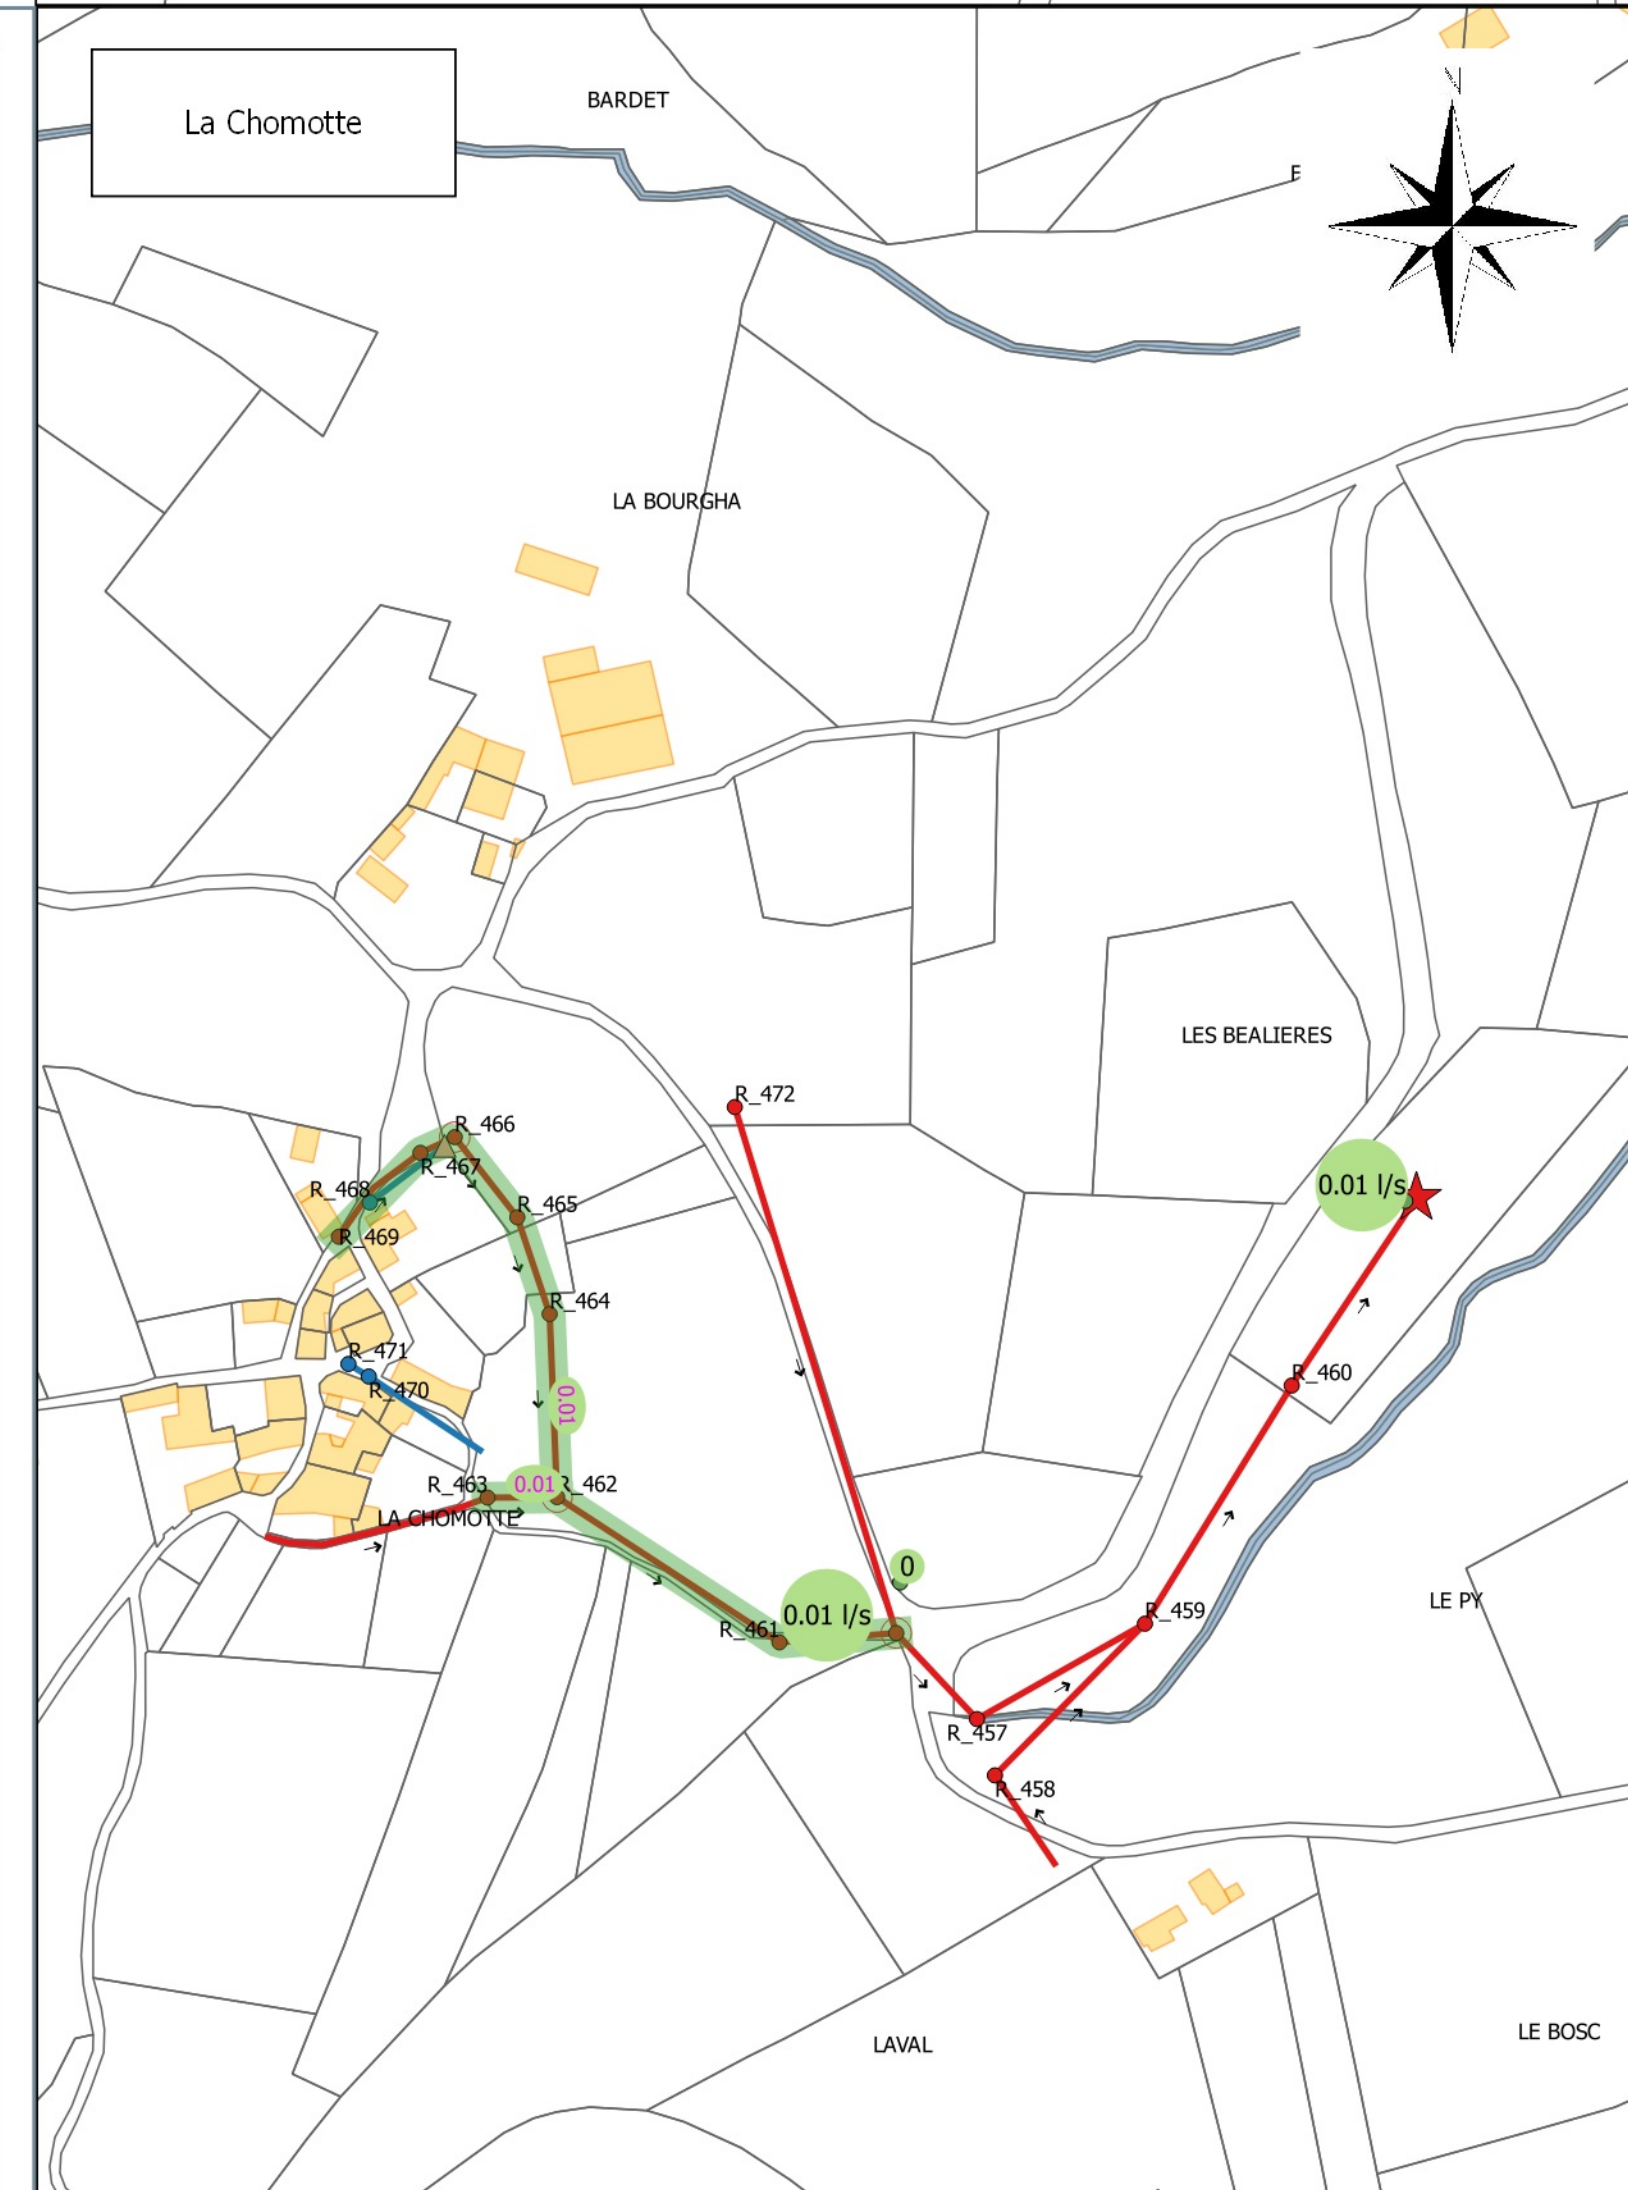 La Chomotte
BARDET
LA BOURGHA
LES BEALIERES
R_472
R_466
R_467
R_468
0.01 l/s
R_465
R_469
R_464
R_471
R_460
R_470
0.01
R_463
0.01
R_462
LA CHOMOTTE
0
LE PY
R_459
0.01 l/s
R_461
R_457
R_458
LE BOSC
LAVAL